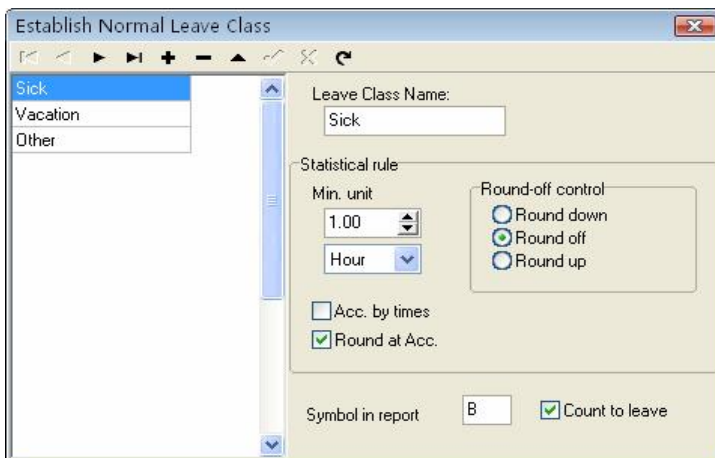 Establish Normal Leave Class
Sick
Vacation
Other
Leave Class Name:
Sick
Statistical rule
Min. unit
1.00
Hour
Round-off control
Round down
Round off
Round up
Acc. by times
Round at Acc.
Symbol in report
B
Count to leave